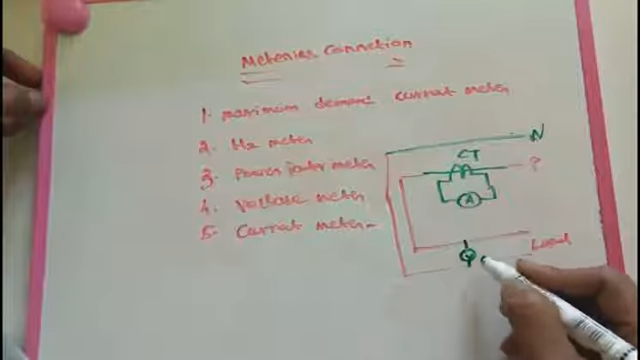 Meteries Connection
1. maximum demand current meter
2. Hz meter
3. Power fater meter
4. Voltage meter
5. Current meter
N
CT
P
A
Load